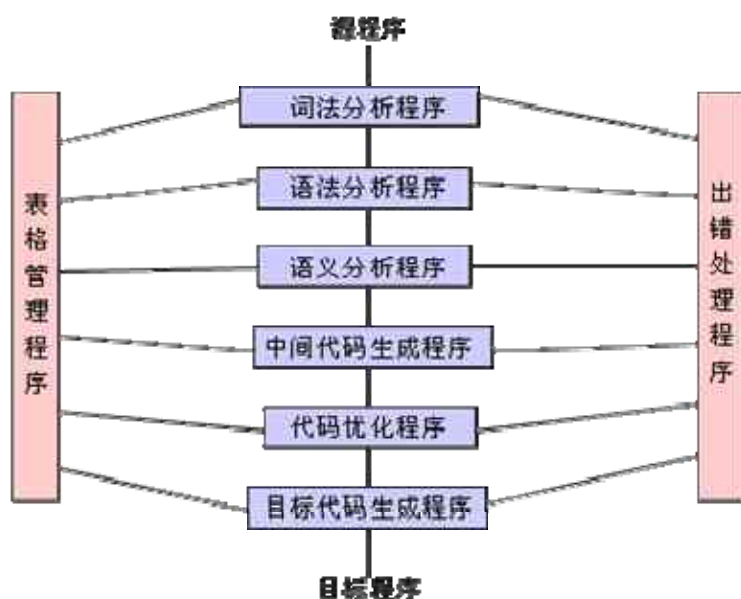 源程序
词法分析程序
语法分析程序
语义分析程序
中间代码生成程序
代码优化程序
目标代码生成程序
目标程序
表格管理程序
出错处理程序